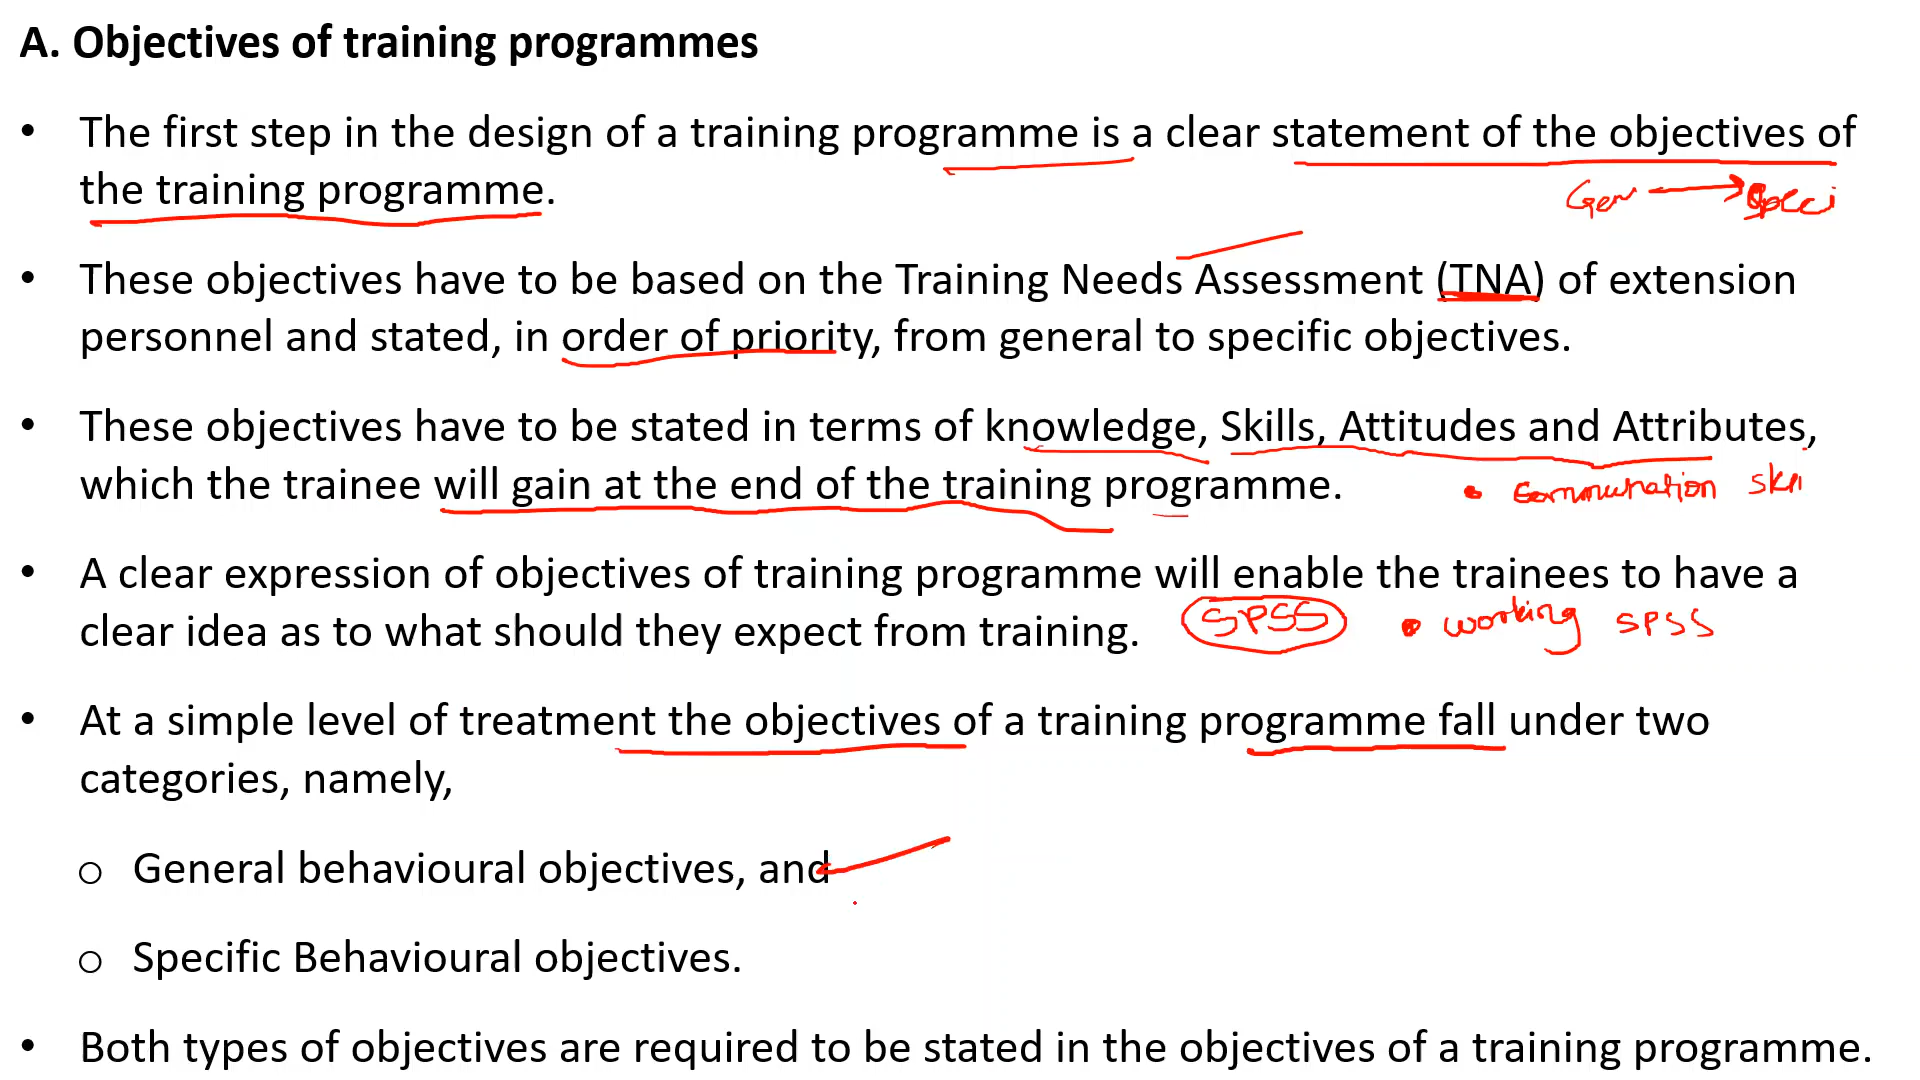 A. Objectives of training programmes
• The first step in the design of a training programme is a clear statement of the objectives of
the training programme.
Gen → Speci
• These objectives have to be based on the Training Needs Assessment (TNA) of extension
personnel and stated, in order of priority, from general to specific objectives.
• These objectives have to be stated in terms of knowledge, Skills, Attitudes and Attributes,
which the trainee will gain at the end of the training programme.
• A clear expression of objectives of training programme will enable the trainees to have a
clear idea as to what should they expect from training.
SPSS • working SPSS
• At a simple level of treatment the objectives of a training programme fall under two
categories, namely,
o General behavioural objectives, and
o Specific Behavioural objectives.
• Both types of objectives are required to be stated in the objectives of a training programme.